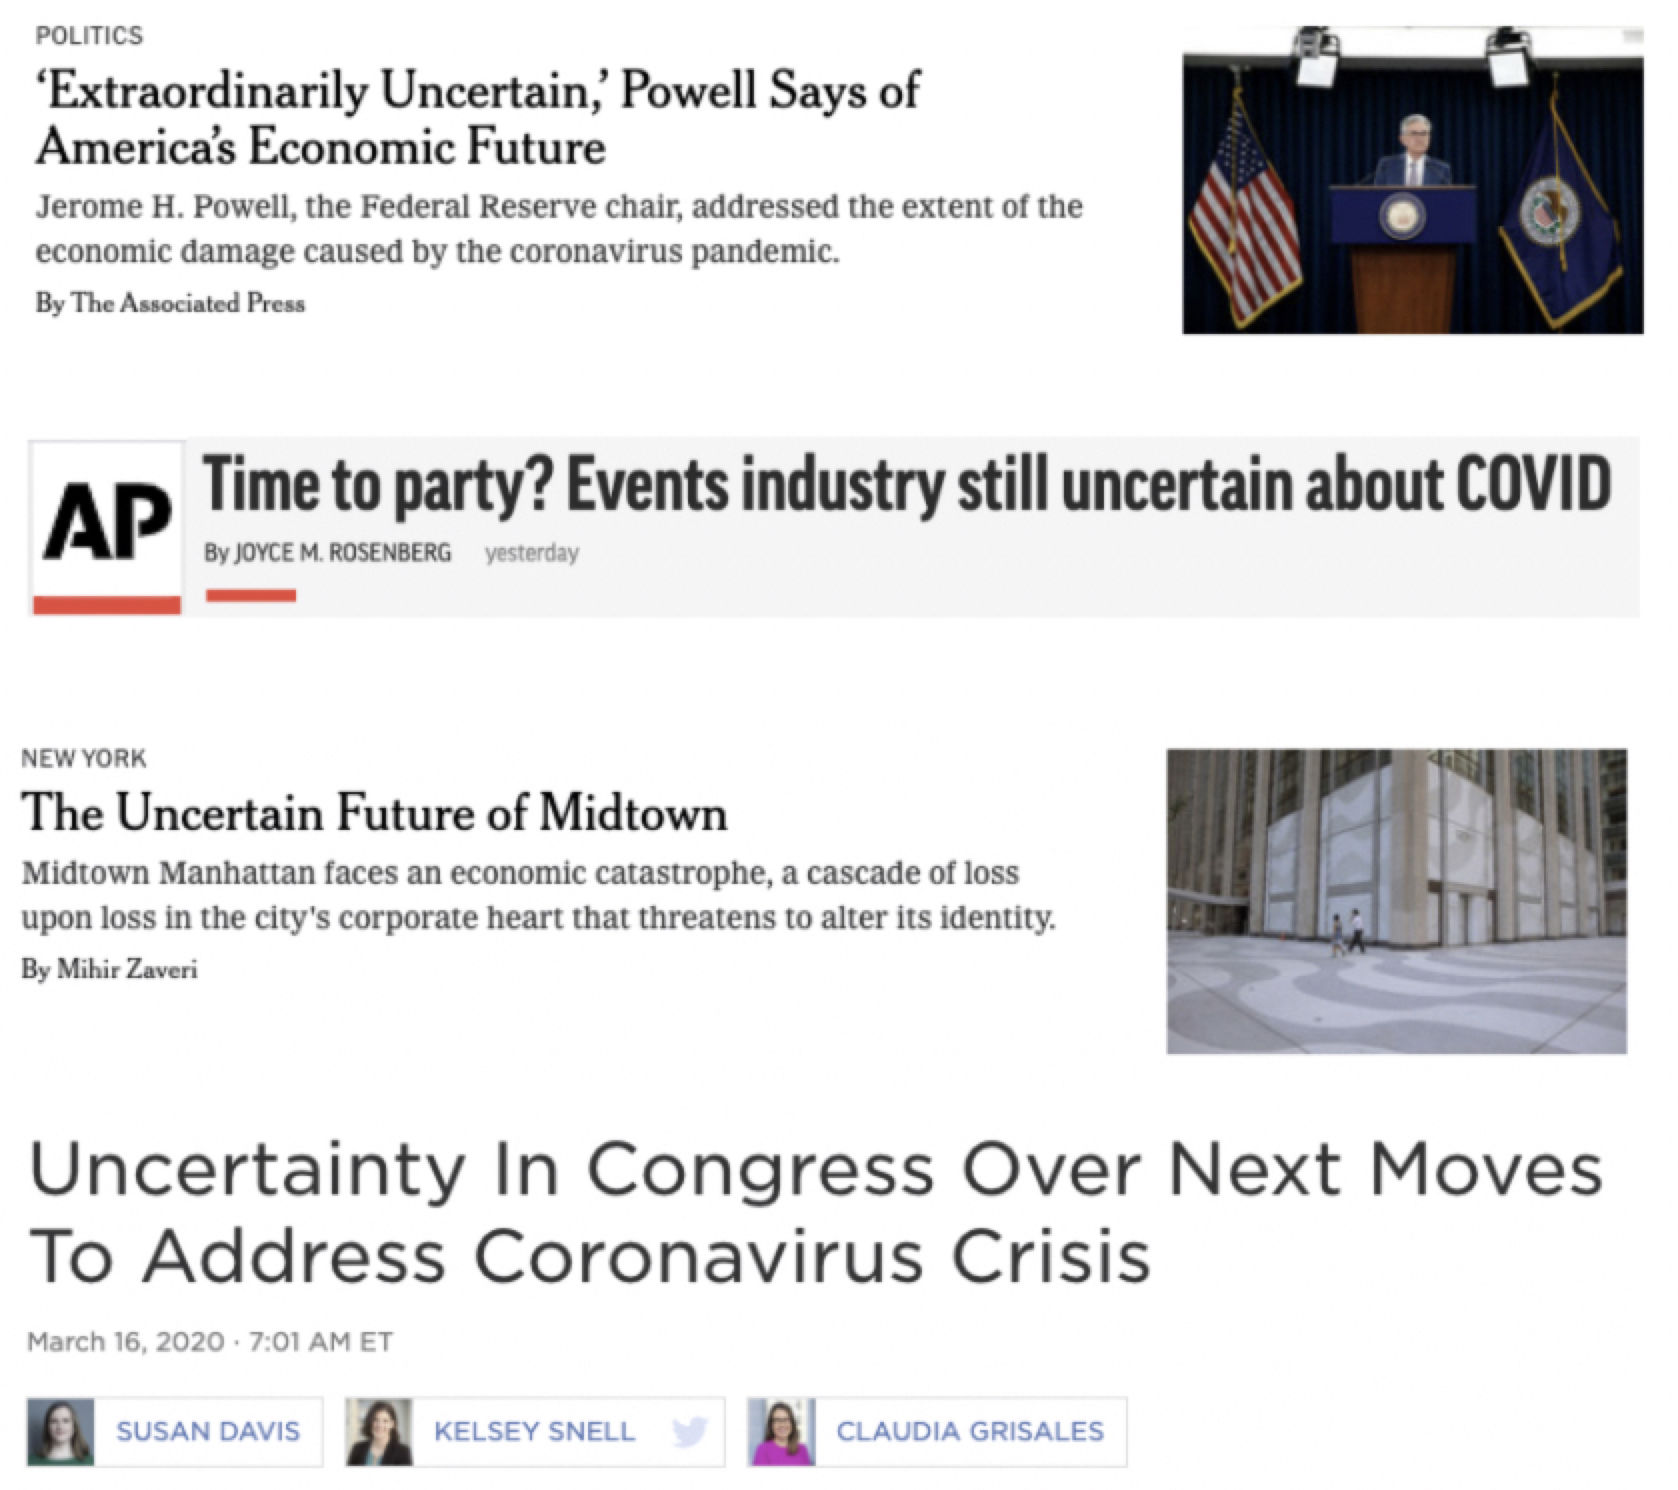 POLITICS
‘Extraordinarily Uncertain,’ Powell Says of
America’s Economic Future
Jerome H. Powell, the Federal Reserve chair, addressed the extent of the
economic damage caused by the coronavirus pandemic.
By The Associated Press
AP
Time to party? Events industry still uncertain about COVID
By JOYCE M. ROSENBERG yesterday
NEW YORK
The Uncertain Future of Midtown
Midtown Manhattan faces an economic catastrophe, a cascade of loss
upon loss in the city's corporate heart that threatens to alter its identity.
By Mihir Zaveri
Uncertainty In Congress Over Next Moves
To Address Coronavirus Crisis
March 16, 2020 · 7:01 AM ET
SUSAN DAVIS KELSEY SNELL CLAUDIA GRISALES